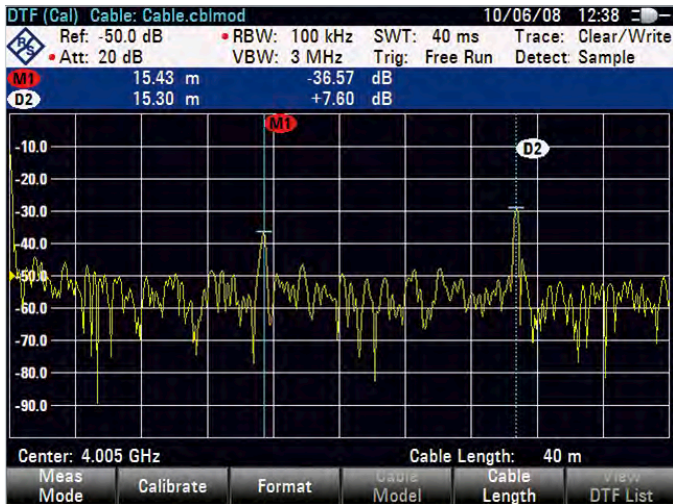 DTF (Cal) Cable: Cable.cblmod 10/06/08 12:38
R&S Ref: -50.0 dB RBW: 100 kHz SWT: 40 ms Trace: Clear/Write
Att: 20 dB VBW: 3 MHz Trig: Free Run Detect: Sample
M1 15.43 m -36.57 dB
D2 15.30 m +7.60 dB
M1
D2
-10.0
-20.0
-30.0
-40.0
-50.0
-60.0
-70.0
-80.0
-90.0
Center: 4.005 GHz Cable Length: 40 m
Meas Mode Calibrate Format Cable Model Cable Length View DTF List